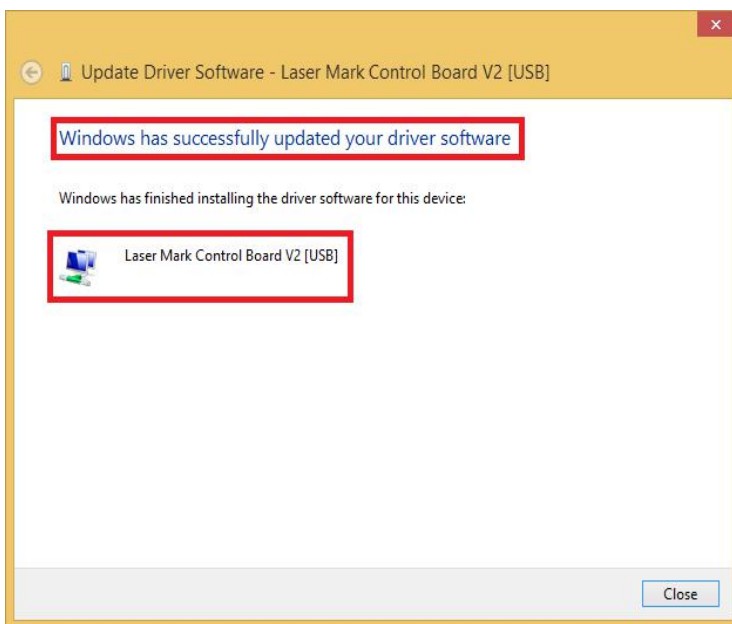 Update Driver Software - Laser Mark Control Board V2 [USB]
Windows has successfully updated your driver software
Windows has finished installing the driver software for this device:
Laser Mark Control Board V2 [USB]
Close